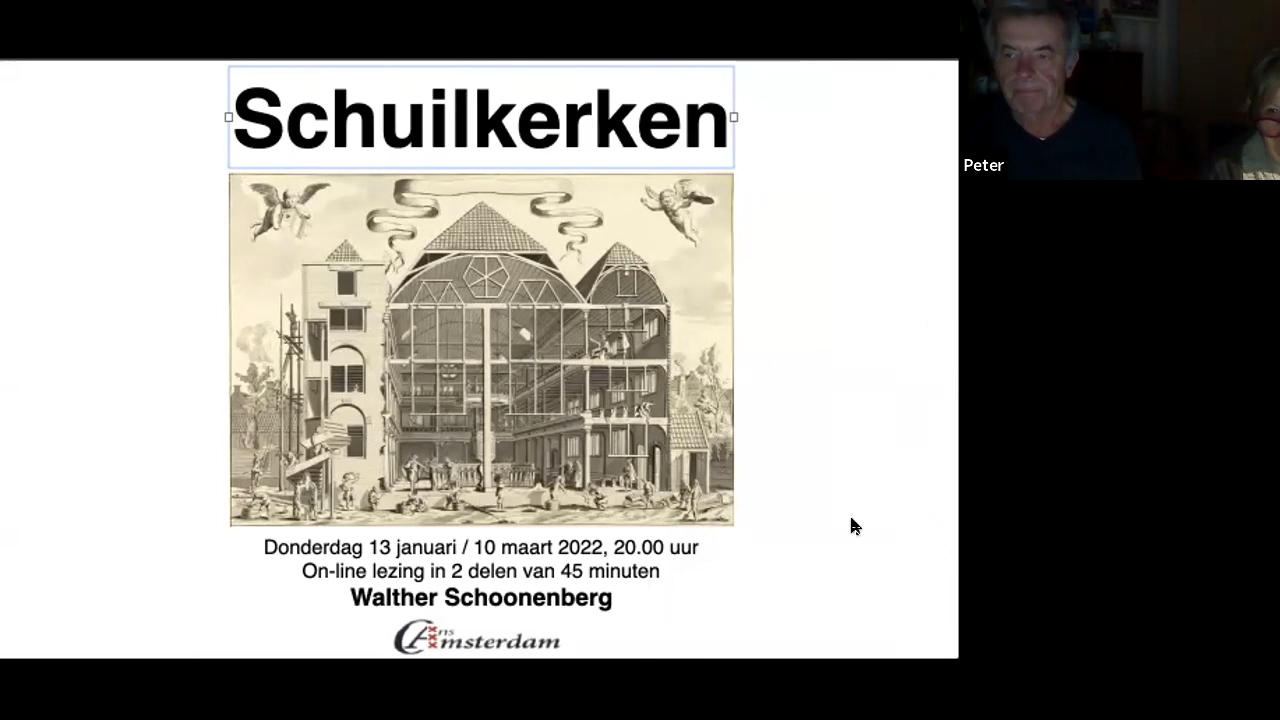 Schuilkerken
Peter
Donderdag 13 januari / 10 maart 2022, 20.00 uur
On-line lezing in 2 delen van 45 minuten
Walther Schoonenberg
Amsterdam